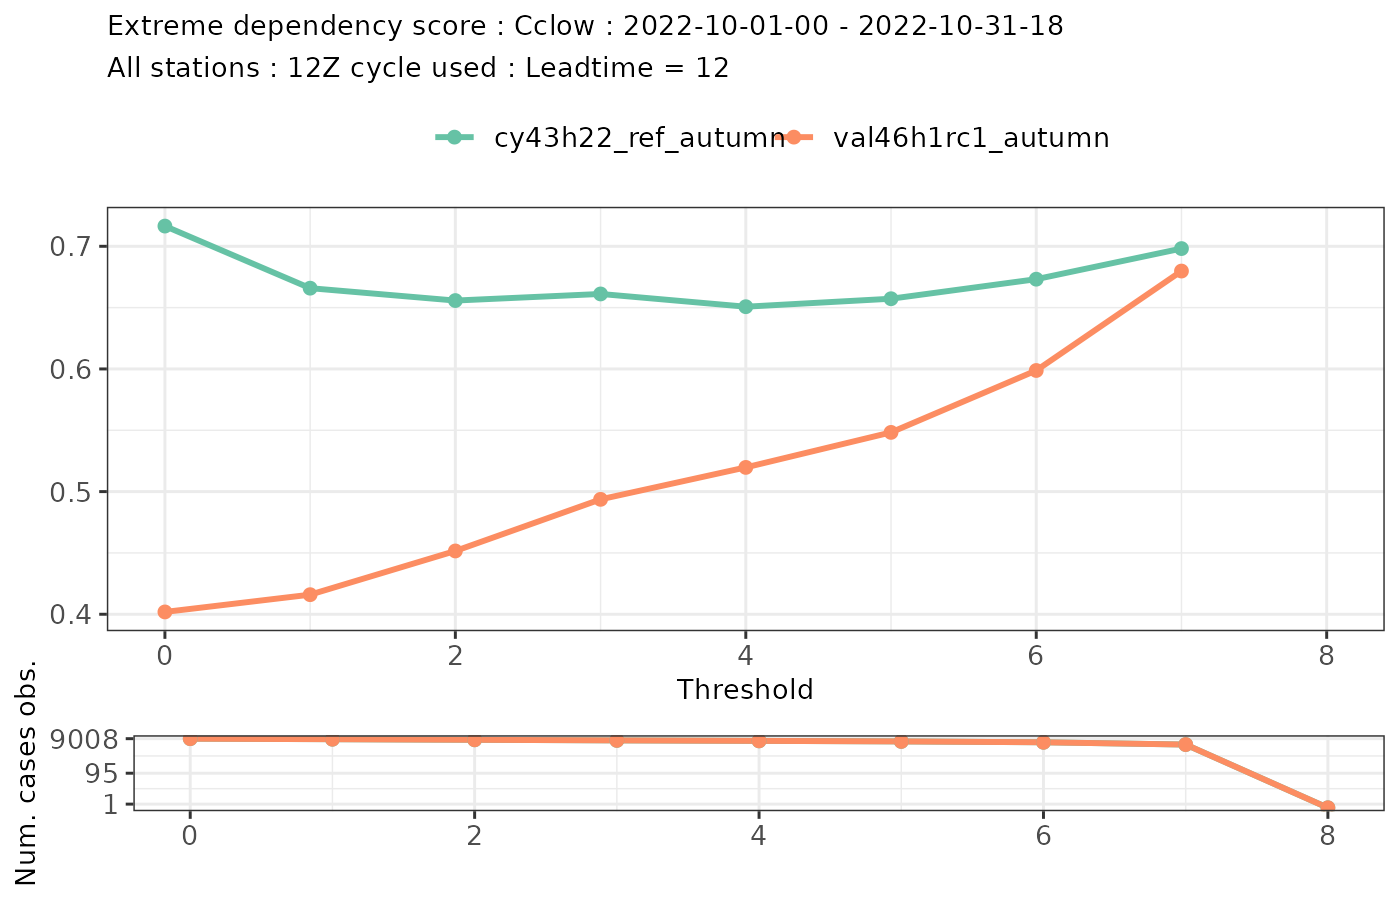 Extreme dependency score : Cclow : 2022-10-01-00 - 2022-10-31-18
All stations : 12Z cycle used : Leadtime = 12
cy43h22_ref_autumn val46h1rc1_autumn
0.7
0.6
0.5
0.4
0 2 4 6 8
Threshold
Num. cases obs.
9008
95
1
0 2 4 6 8